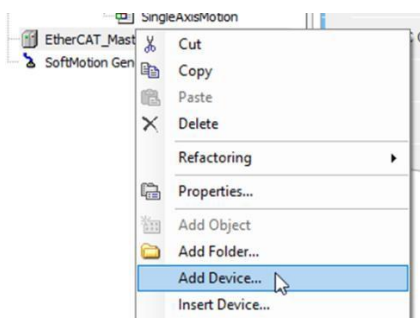 SingleAxisMotion
EtherCAT_Mast
SoftMotion Gen
Cut
Copy
Paste
Delete
Refactoring
Properties...
Add Object
Add Folder...
Add Device...
Insert Device...